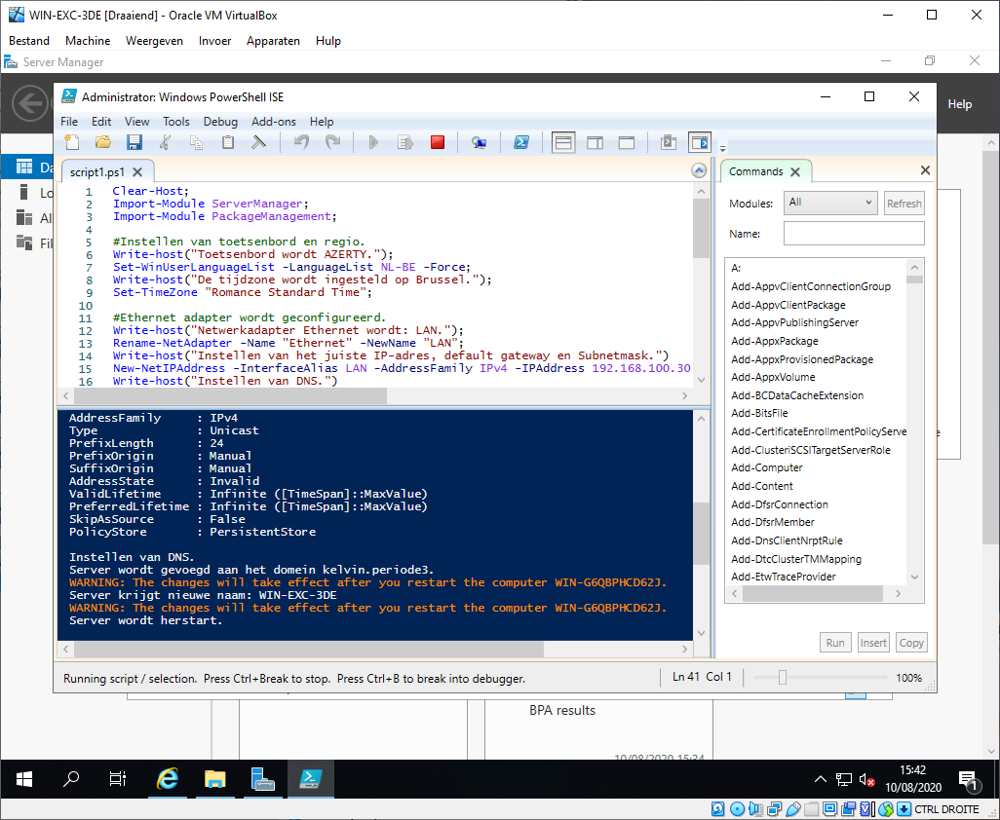 WIN-EXC-3DE [Draaiend] - Oracle VM VirtualBox
Bestand Machine Weergeven Invoer Apparaten Hulp
Server Manager
Help
Administrator: Windows PowerShell ISE
File Edit View Tools Debug Add-ons Help
script1.ps1
1 Clear-Host;
2 Import-Module ServerManager;
3 Import-Module PackageManagement;
4
5 #Instellen van toetsenbord en regio.
6 Write-host("Toetsenbord wordt AZERTY.");
7 Set-WinUserLanguageList -LanguageList NL-BE -Force;
8 Write-host("De tijdzone wordt ingesteld op Brussel.");
9 Set-TimeZone "Romance Standard Time";
10
11 #Ethernet adapter wordt geconfigureerd.
12 Write-host("Netwerkadapter Ethernet wordt: LAN.");
13 Rename-NetAdapter -Name "Ethernet" -NewName "LAN";
14 Write-host("Instellen van het juiste IP-adres, default gateway en Subnetmask.")
15 New-NetIPAddress -InterfaceAlias LAN -AddressFamily IPv4 -IPAddress 192.168.100.30
16 Write-host("Instellen van DNS.")
AddressFamily : IPv4
Type : Unicast
PrefixLength : 24
PrefixOrigin : Manual
SuffixOrigin : Manual
AddressState : Invalid
ValidLifetime : Infinite ([TimeSpan]::MaxValue)
PreferredLifetime : Infinite ([TimeSpan]::MaxValue)
SkipAsSource : False
PolicyStore : PersistentStore
Instellen van DNS.
Server wordt gevoegd aan het domein kelvin.periode3.
WARNING: The changes will take effect after you restart the computer WIN-G6QBPHCD62J.
Server krijgt nieuwe naam: WIN-EXC-3DE
WARNING: The changes will take effect after you restart the computer WIN-G6QBPHCD62J.
Server wordt herstart.
Commands
Modules: All Refresh
Name:
A:
Add-AppvClientConnectionGroup
Add-AppvClientPackage
Add-AppvPublishingServer
Add-AppxPackage
Add-AppxProvisionedPackage
Add-AppxVolume
Add-BCDataCacheExtension
Add-BitsFile
Add-CertificateEnrollmentPolicyServe
Add-ClusteriSCSITargetServerRole
Add-Computer
Add-Content
Add-DfsrConnection
Add-DfsrMember
Add-DnsClientNrptRule
Add-DtcClusterTMMapping
Add-EtwTraceProvider
Run Insert Copy
Running script / selection. Press Ctrl+Break to stop. Press Ctrl+B to break into debugger.
Ln 41 Col 1
100%
BPA results
10/08/2020 15:34
15:42
10/08/2020
1
CTRL DROITE